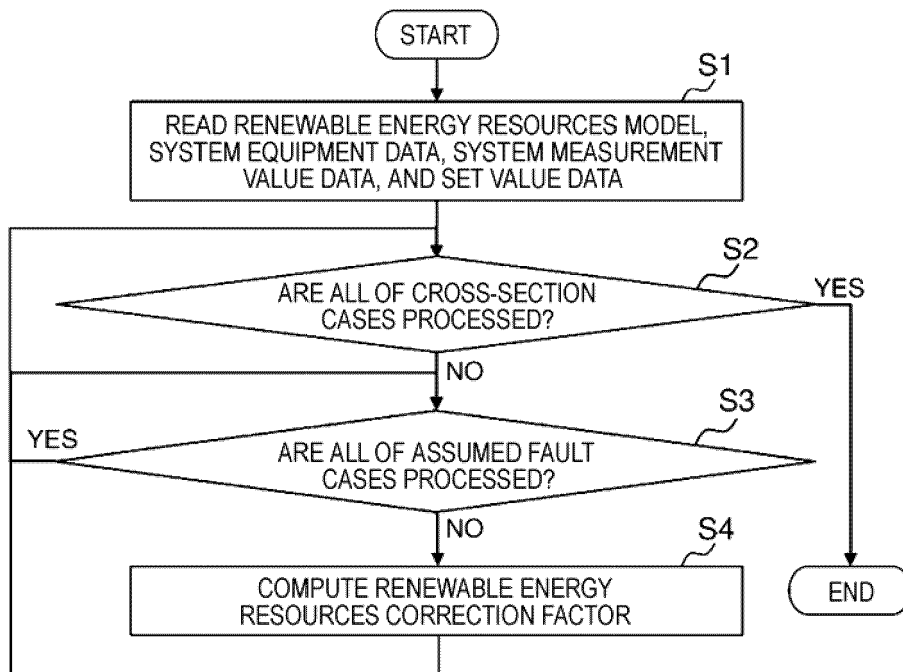 START
S1
READ RENEWABLE ENERGY RESOURCES MODEL,
SYSTEM EQUIPMENT DATA, SYSTEM MEASUREMENT
VALUE DATA, AND SET VALUE DATA
S2
ARE ALL OF CROSS-SECTION
CASES PROCESSED?
YES
NO
S3
YES
ARE ALL OF ASSUMED FAULT
CASES PROCESSED?
NO
S4
COMPUTE RENEWABLE ENERGY
RESOURCES CORRECTION FACTOR
END